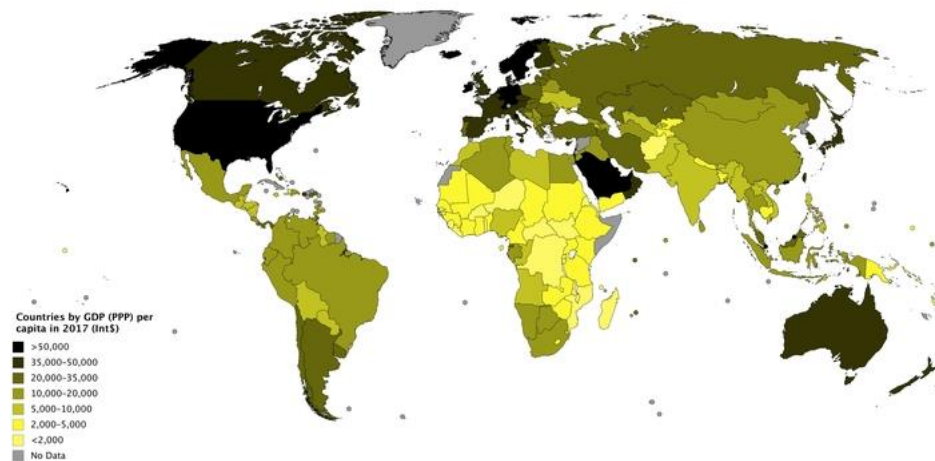 Countries by GDP (PPP) per
capita in 2017 (Int$)
>50,000
35,000-50,000
20,000-35,000
10,000-20,000
5,000-10,000
2,000-5,000
<2,000
No Data